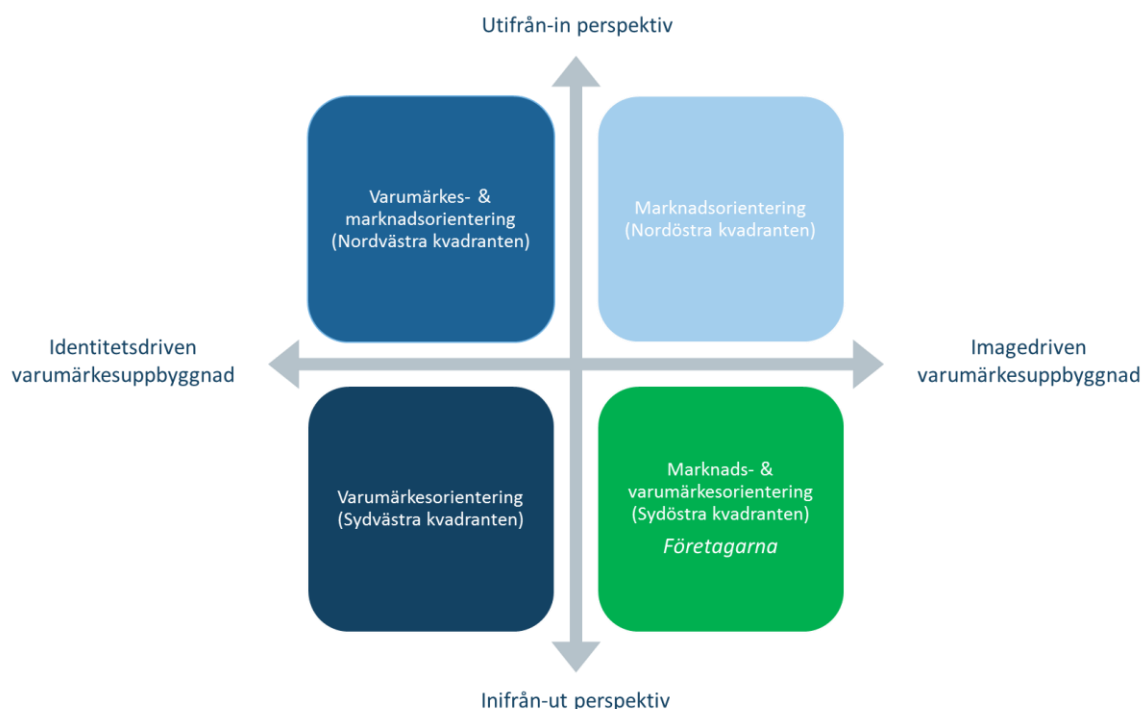 Utifrån-in perspektiv
Varumärkes- &
marknadsorientering
(Nordvästra kvadranten)
Marknadsorientering
(Nordöstra kvadranten)
Identitetsdriven
varumärkesuppbyggnad
Imagedriven
varumärkesuppbyggnad
Varumärkesorientering
(Sydvästra kvadranten)
Marknads- &
varumärkesorientering
(Sydöstra kvadranten)
Företagarna
Inifrån-ut perspektiv